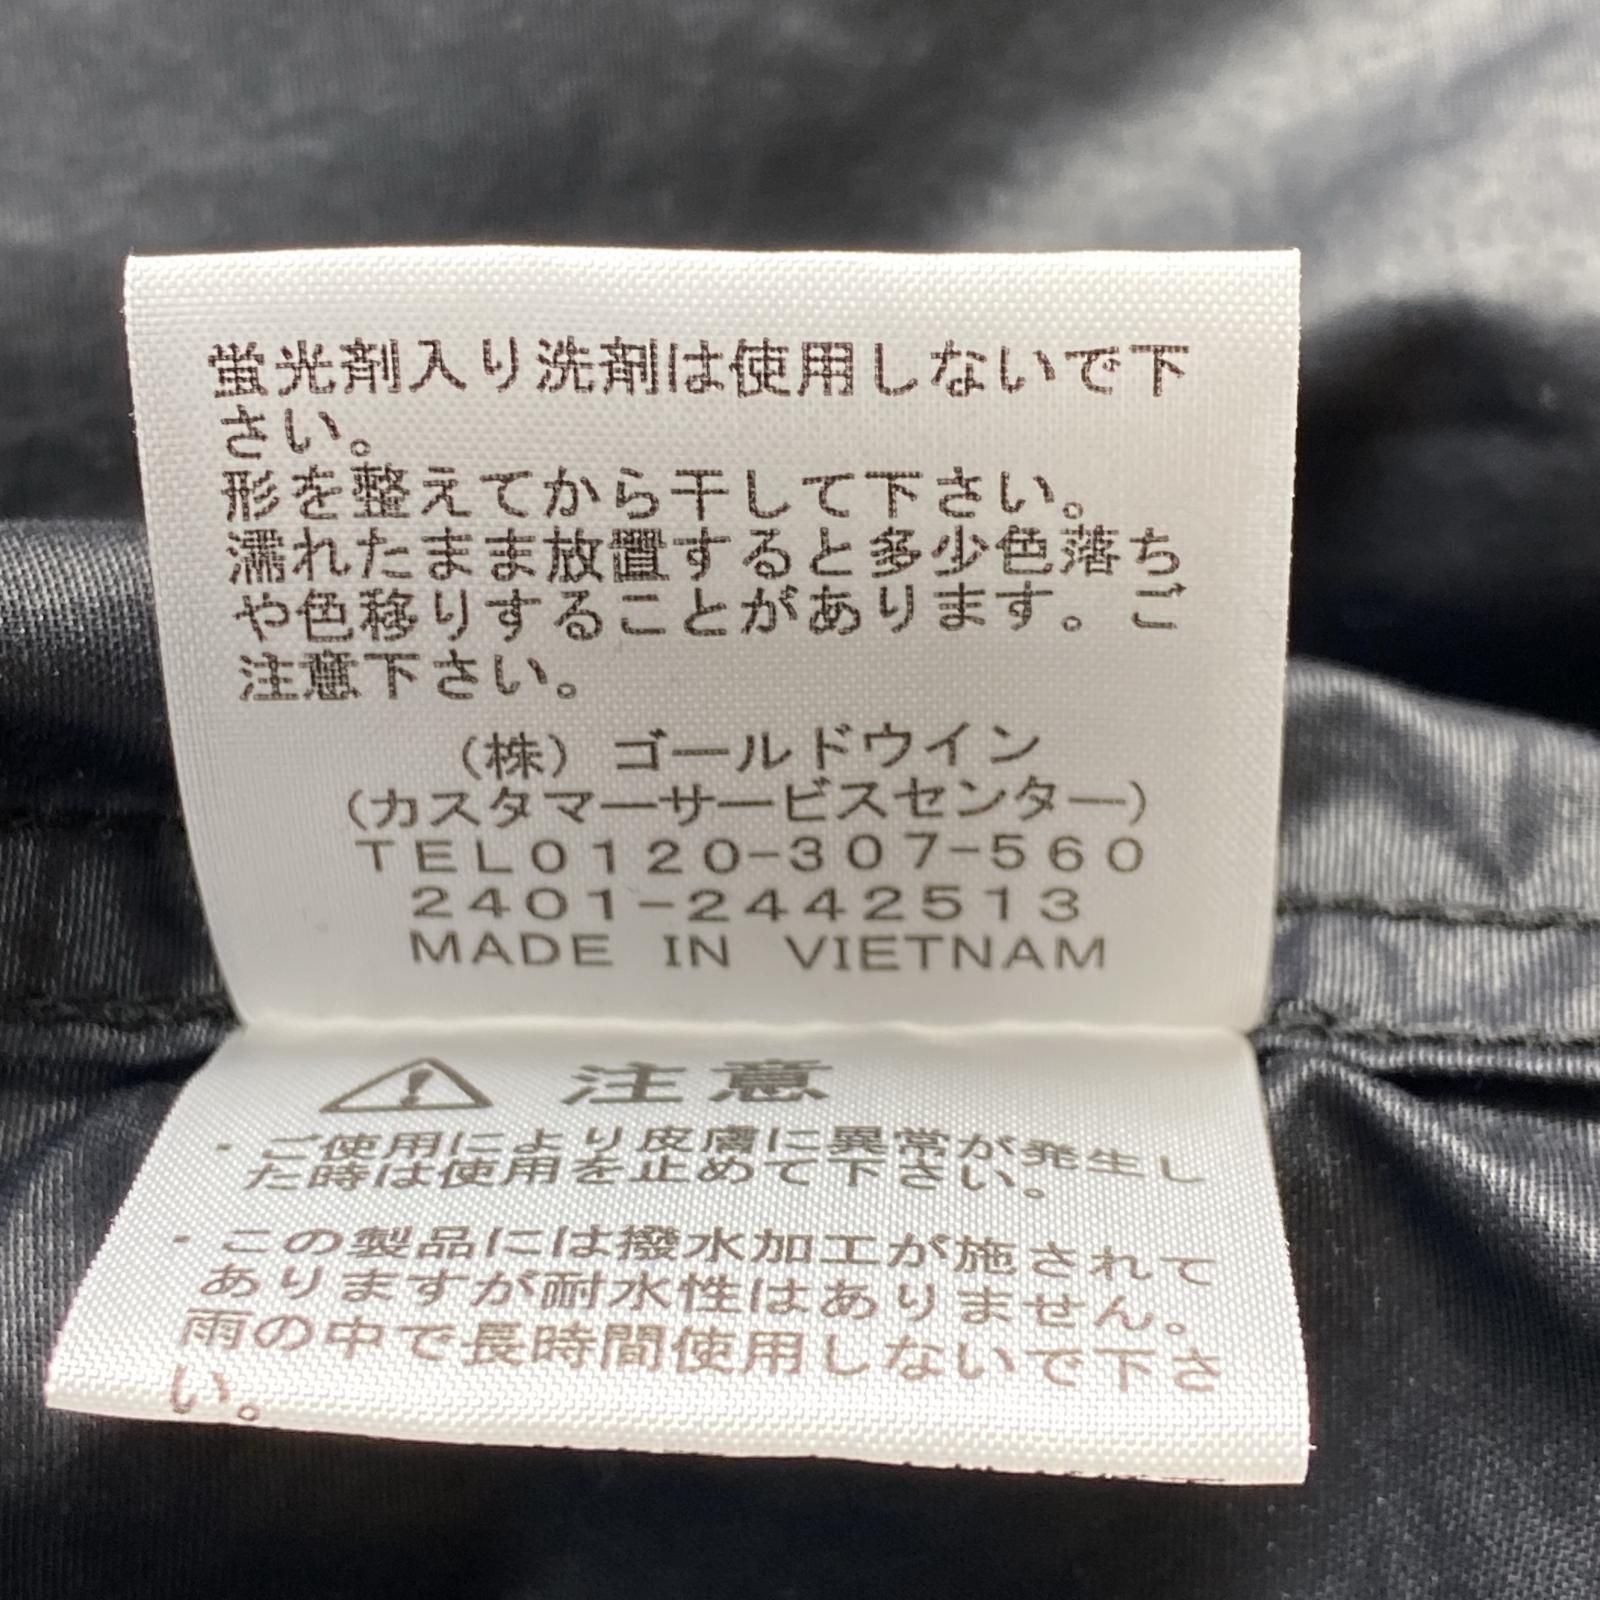 蛍光剤入り洗剤は使用しないで下
さい。
形を整えてから干して下さい。
濡れたまま放置すると多少色落ち
や色移りすることがあります。ご
注意下さい。
(株) ゴールドウイン
(カスタマーサービスセンター)
TEL0120-307-560
2401-2442513
MADE IN VIETNAM
⚠ 注意
・ご使用により皮膚に異常が発生し
た時は使用を止めて下さい。
・この製品には撥水加工が施されて
ありますが耐水性はありません。
雨の中で長時間使用しないで下さ
い。